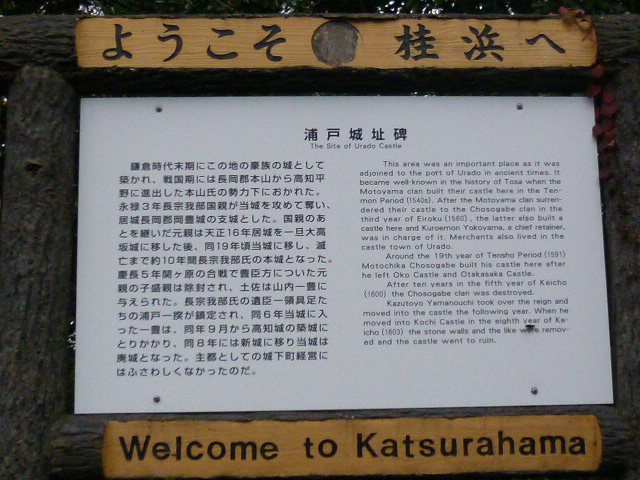 ようこそ 桂浜へ
浦戸城址碑
The Site of Urado Castle
鎌倉時代末期にこの地の豪族の城として
築かれ、戦国期には長岡郡本山から高知平
野に進出した本山氏の勢力下におかれた。
永禄3年長宗我部国親が当城を攻めて奪い、
居城長岡郡岡豊城の支城とした。国親のあ
とを継いだ元親は天正16年居城を一旦大高
坂城に移した後、同19年頃当城に移し、滅
亡まで約10年間長宗我部氏の本城となった。
慶長5年関ヶ原の合戦で豊臣方についた元
親の子盛親は除封され、土佐は山内一豊に
与えられた。長宗我部氏の遺臣一領具足た
ちの浦戸一揆が鎮定され、同6年当城に入
った一豊は、同年9月から高知城の築城に
とりかかり、同8年には新城に移り当城は
廃城となった。主都としての城下町経営に
はふさわしくなかったのだ。
This area was an important place as it was
adjoined to the port of Urado in ancient times. It
became well-known in the history of Tosa when the
Motoyama clan built their castle here in the Ten-
mon Period (1540s). After the Motoyama clan surren-
dered their castle to the Chosogabe clan in the
third year of Eiroku (1560), the latter also built a
castle here and Kuroemon Yokoyama, a chief retainer,
was in charge of it. Merchants also lived in the
castle town of Urado.
Around the 19th year of Tensho Period (1591)
Motochika Chosogabe built his castle here after
he left Oko Castle and Otakasaka Castle.
After ten years in the fifth year of Keicho
(1600) the Chosogabe clan was destroyed.
Kazutoyo Yamanouchi took over the reign and
moved into the castle the following year. When he
moved into Kochi Castle in the eighth year of Ke-
icho (1603) the stone walls and the like were remov-
ed and the castle went to ruin.
Welcome to Katsurahama